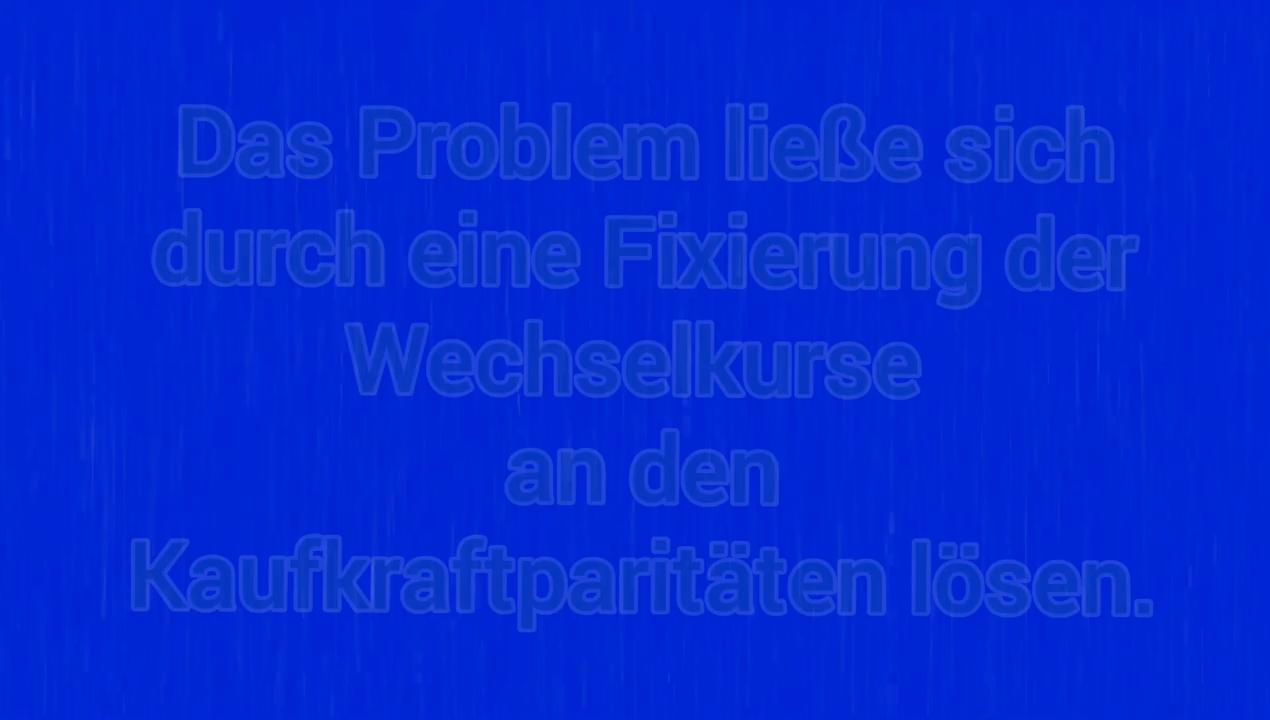 Das Problem ließe sich
durch eine Fixierung der
Wechselkurse
an den
Kaufkraftparitäten lösen.